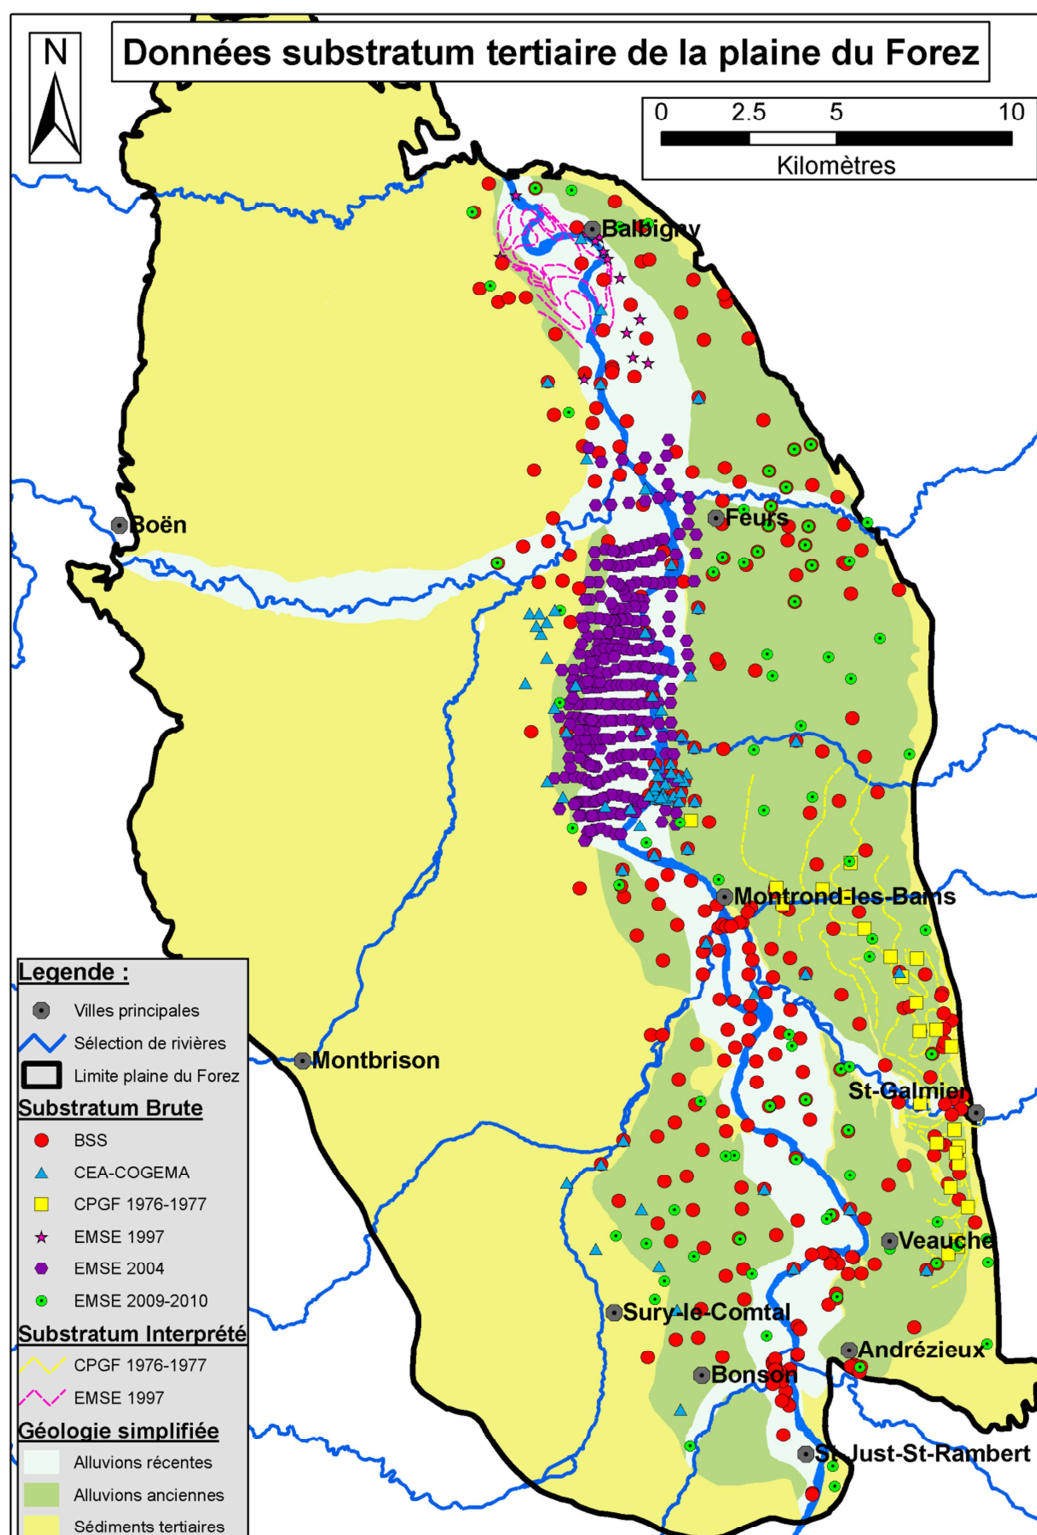 Données substratum tertiaire de la plaine du Forez
N
0 2.5 5 10
Kilomètres
Balbigny
Boën
Feurs
Montrond-les-Bains
Montbrison
St-Galmier
Veauche
Sury-le-Comtal
Andrézieux
Bonson
St-Just-St-Rambert
Legende :
Villes principales
Sélection de rivières
Limite plaine du Forez
Substratum Brute
BSS
CEA-COGEMA
CPGF 1976-1977
EMSE 1997
EMSE 2004
EMSE 2009-2010
Substratum Interprété
CPGF 1976-1977
EMSE 1997
Géologie simplifiée
Alluvions récentes
Alluvions anciennes
Sédiments tertiaires